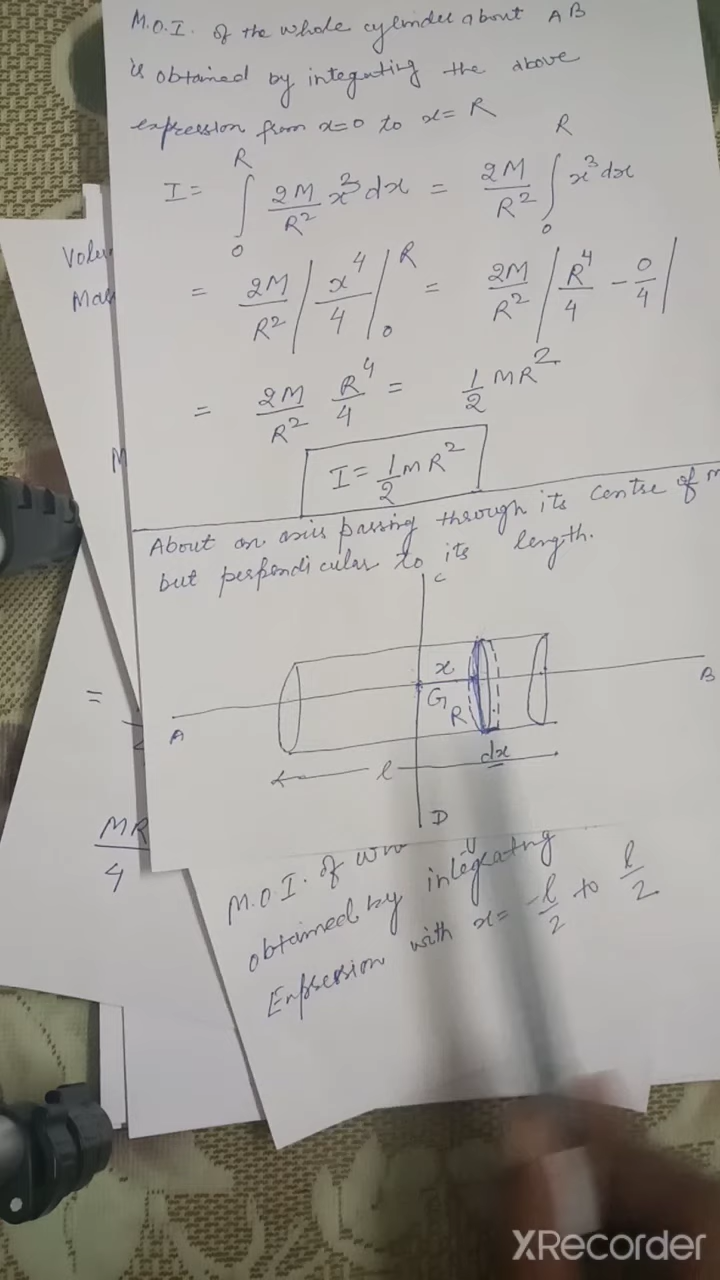 M.O.I. of the whole cylinder about AB
is obtained by integrating the above
expression from x=0 to x= R
I = ∫₀ᴿ 2M/R² x³ dx = 2M/R² ∫₀ᴿ x³ dx
= 2M/R² | x⁴/4 |₀ᴿ = 2M/R² | R⁴/4 - 0/4 |
= 2M/R² R⁴/4 = 1/2 MR²
I = 1/2 MR²
About an axis passing through its centre of m
but perpendicular to its length.
C
x
G
R
A
B
dx
l
D
M.O.I. of
obtained by integrating
Expression with x= -l/2 to l/2
M
=
MR
4
XRecorder